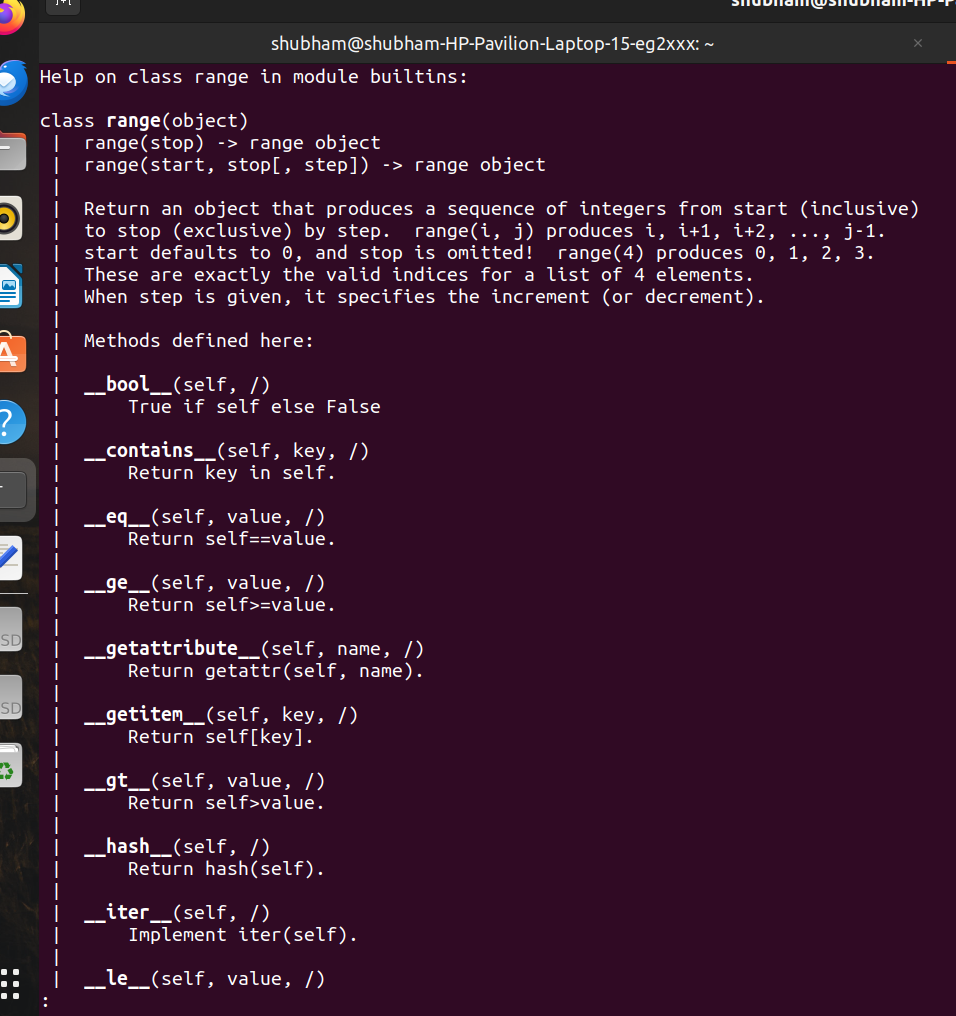 shubham@shubham-HP-Pavilion-Laptop-15-eg2xxx: ~
Help on class range in module builtins:
class range(object)
 |  range(stop) -> range object
 |  range(start, stop[, step]) -> range object
 |
 |  Return an object that produces a sequence of integers from start (inclusive)
 |  to stop (exclusive) by step.  range(i, j) produces i, i+1, i+2, ..., j-1.
 |  start defaults to 0, and stop is omitted!  range(4) produces 0, 1, 2, 3.
 |  These are exactly the valid indices for a list of 4 elements.
 |  When step is given, it specifies the increment (or decrement).
 |
 |  Methods defined here:
 |
 |  __bool__(self, /)
 |      True if self else False
 |
 |  __contains__(self, key, /)
 |      Return key in self.
 |
 |  __eq__(self, value, /)
 |      Return self==value.
 |
 |  __ge__(self, value, /)
 |      Return self>=value.
 |
 |  __getattribute__(self, name, /)
 |      Return getattr(self, name).
 |
 |  __getitem__(self, key, /)
 |      Return self[key].
 |
 |  __gt__(self, value, /)
 |      Return self>value.
 |
 |  __hash__(self, /)
 |      Return hash(self).
 |
 |  __iter__(self, /)
 |      Implement iter(self).
 |
 |  __le__(self, value, /)
: